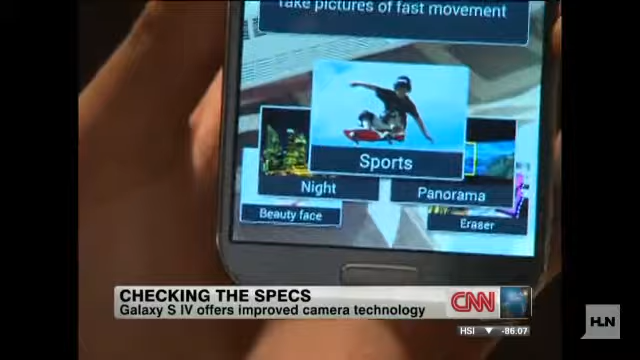 Take pictures of fast movement
Sports
Night
Panorama
Beauty face
Eraser
CHECKING THE SPECS
Galaxy S IV offers improved camera technology
CNN
HSI ▼ -86.07
HLN